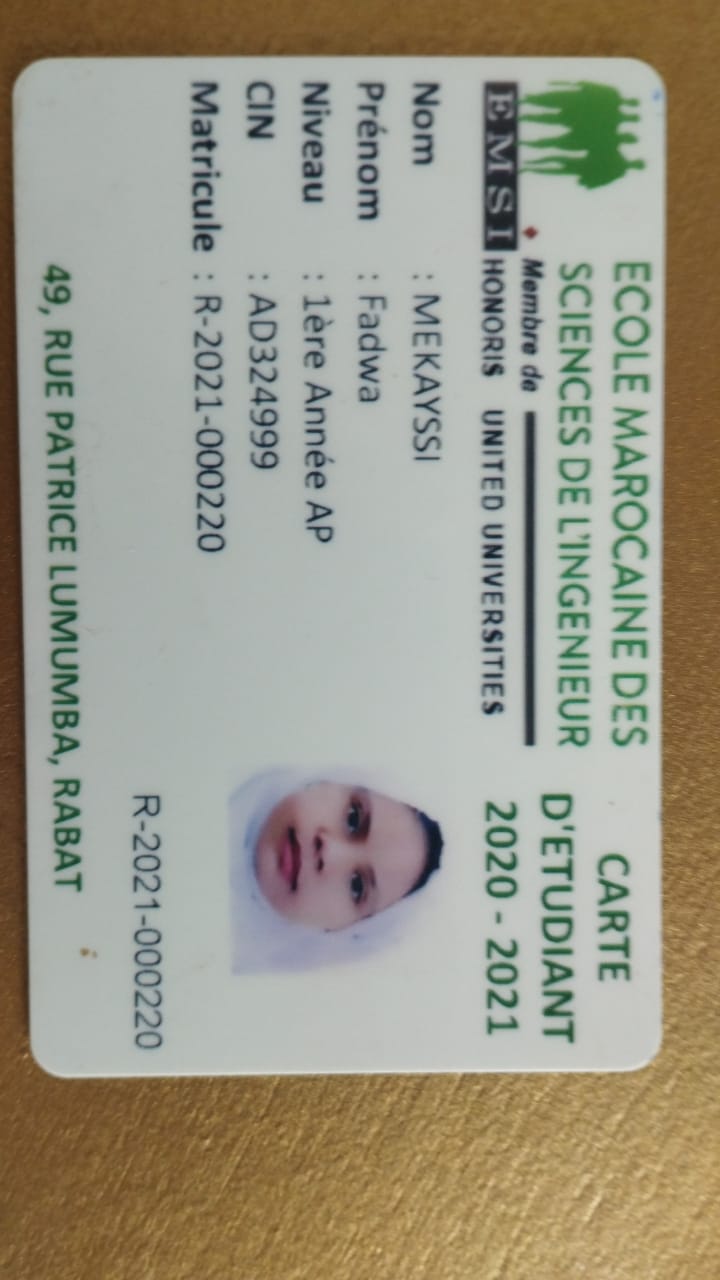 ECOLE MAROCAINE DES
SCIENCES DE L'INGENIEUR
Membre de
EMSI HONORIS UNITED UNIVERSITIES
CARTE
D'ETUDIANT
2020 - 2021
Nom : MEKAYSSI
Prénom : Fadwa
Niveau : 1ère Année AP
CIN : AD324999
Matricule : R-2021-000220
R-2021-000220
49, RUE PATRICE LUMUMBA, RABAT